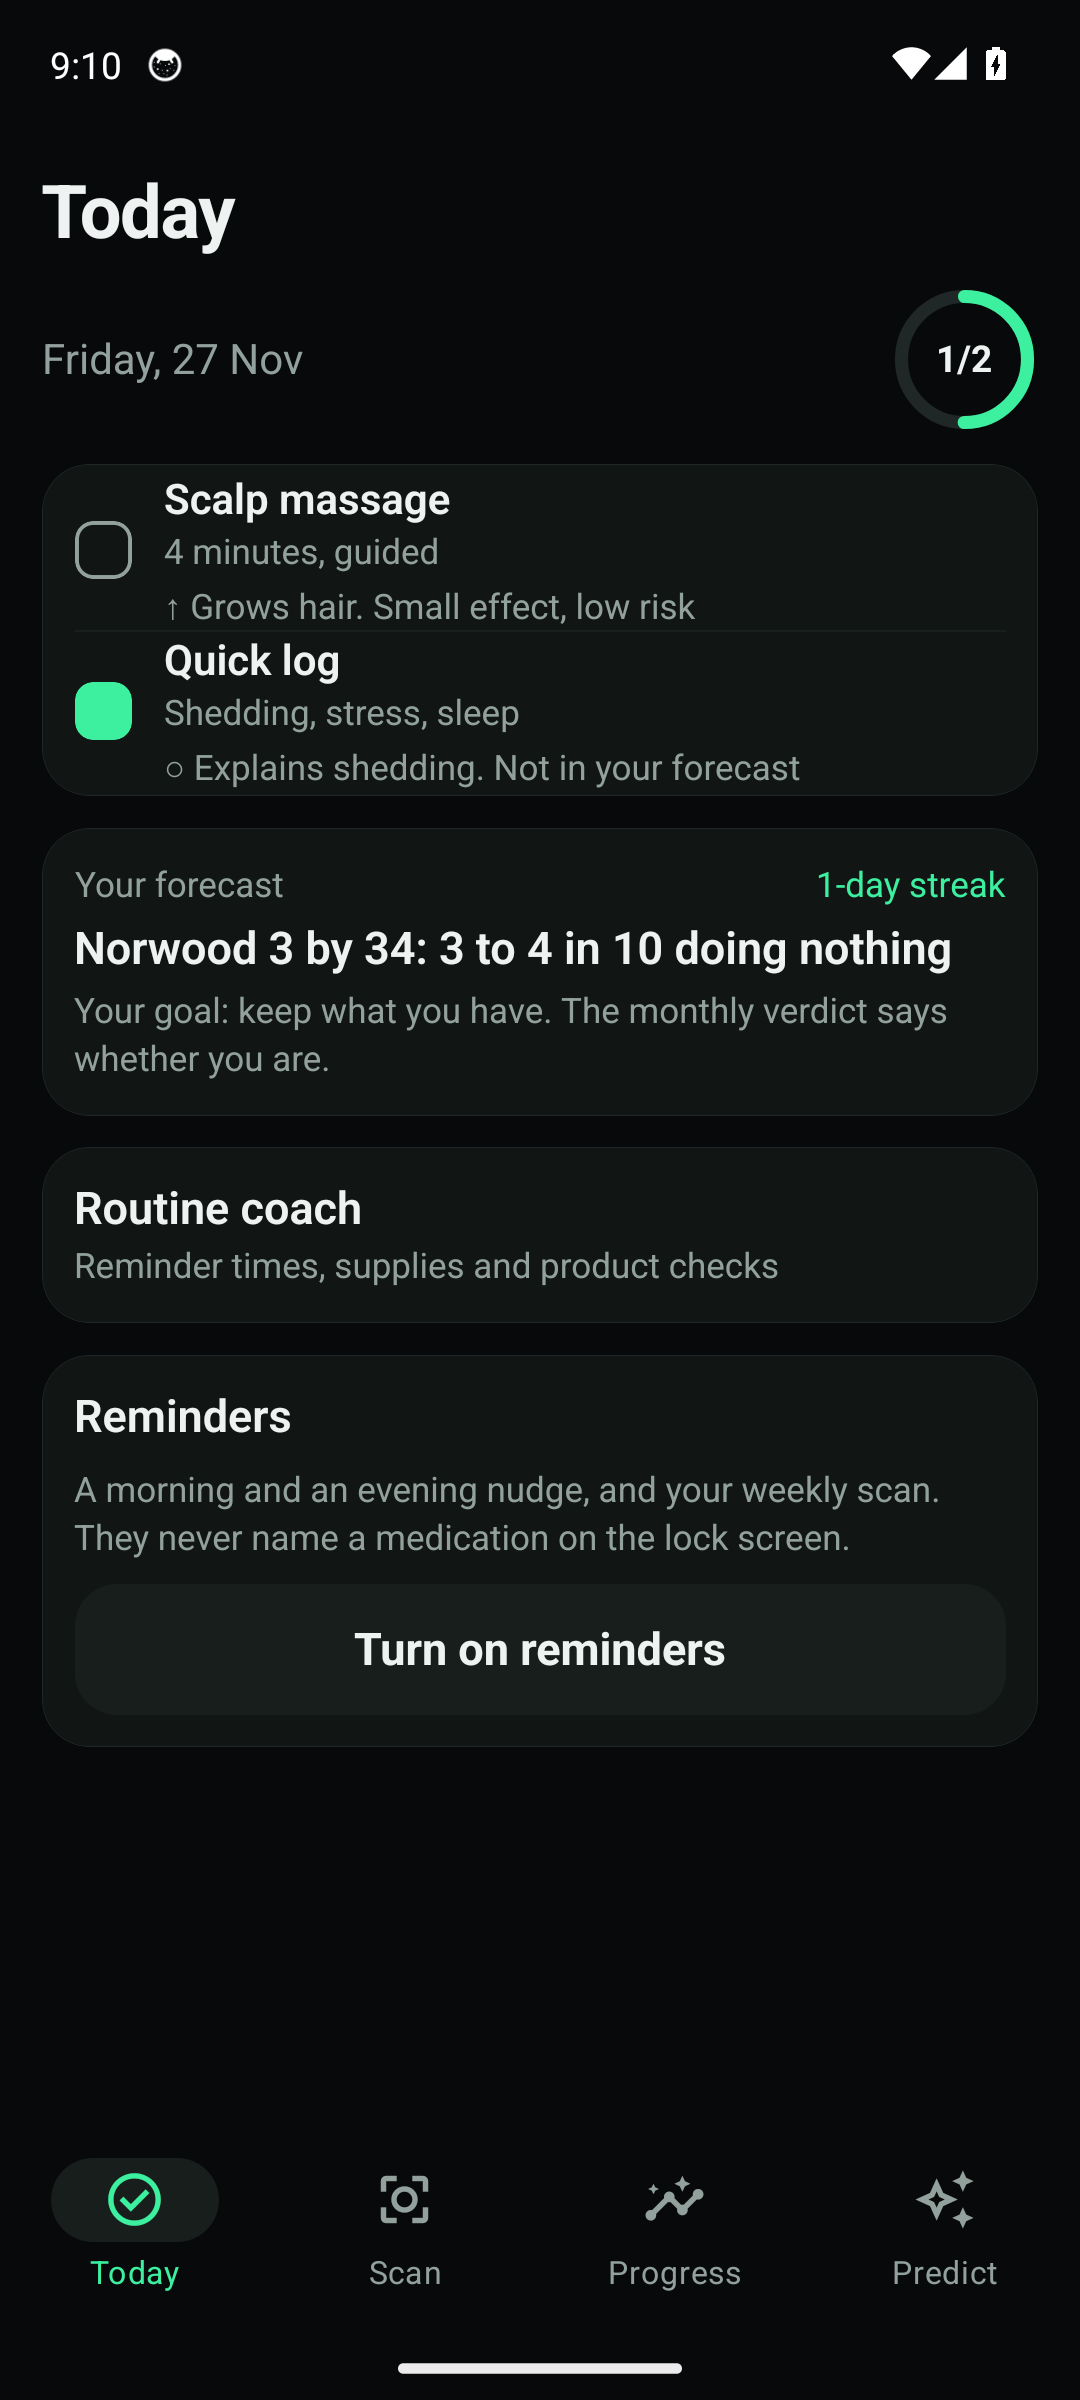 9:10
Today
Friday, 27 Nov
1/2
Scalp massage
4 minutes, guided
↑ Grows hair. Small effect, low risk
Quick log
Shedding, stress, sleep
○ Explains shedding. Not in your forecast
Your forecast
1-day streak
Norwood 3 by 34: 3 to 4 in 10 doing nothing
Your goal: keep what you have. The monthly verdict says
whether you are.
Routine coach
Reminder times, supplies and product checks
Reminders
A morning and an evening nudge, and your weekly scan.
They never name a medication on the lock screen.
Turn on reminders
Today
Scan
Progress
Predict